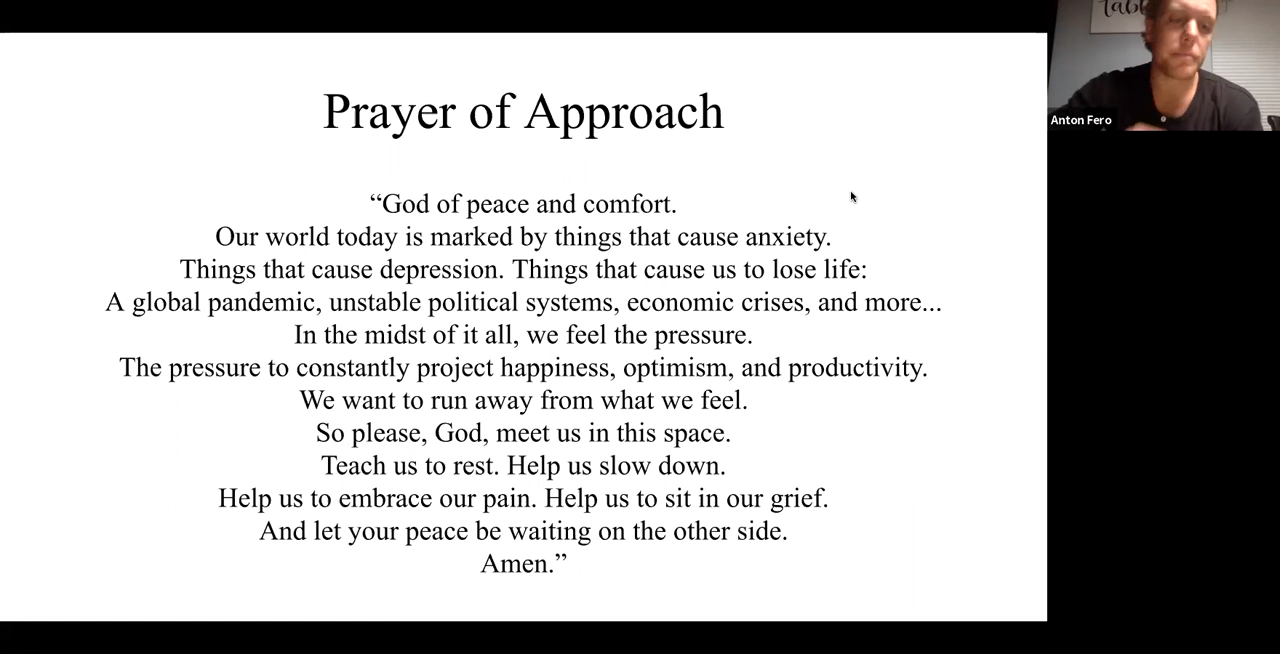 Prayer of Approach
“God of peace and comfort.
Our world today is marked by things that cause anxiety.
Things that cause depression. Things that cause us to lose life:
A global pandemic, unstable political systems, economic crises, and more...
In the midst of it all, we feel the pressure.
The pressure to constantly project happiness, optimism, and productivity.
We want to run away from what we feel.
So please, God, meet us in this space.
Teach us to rest. Help us slow down.
Help us to embrace our pain. Help us to sit in our grief.
And let your peace be waiting on the other side.
Amen.”
Anton Fero